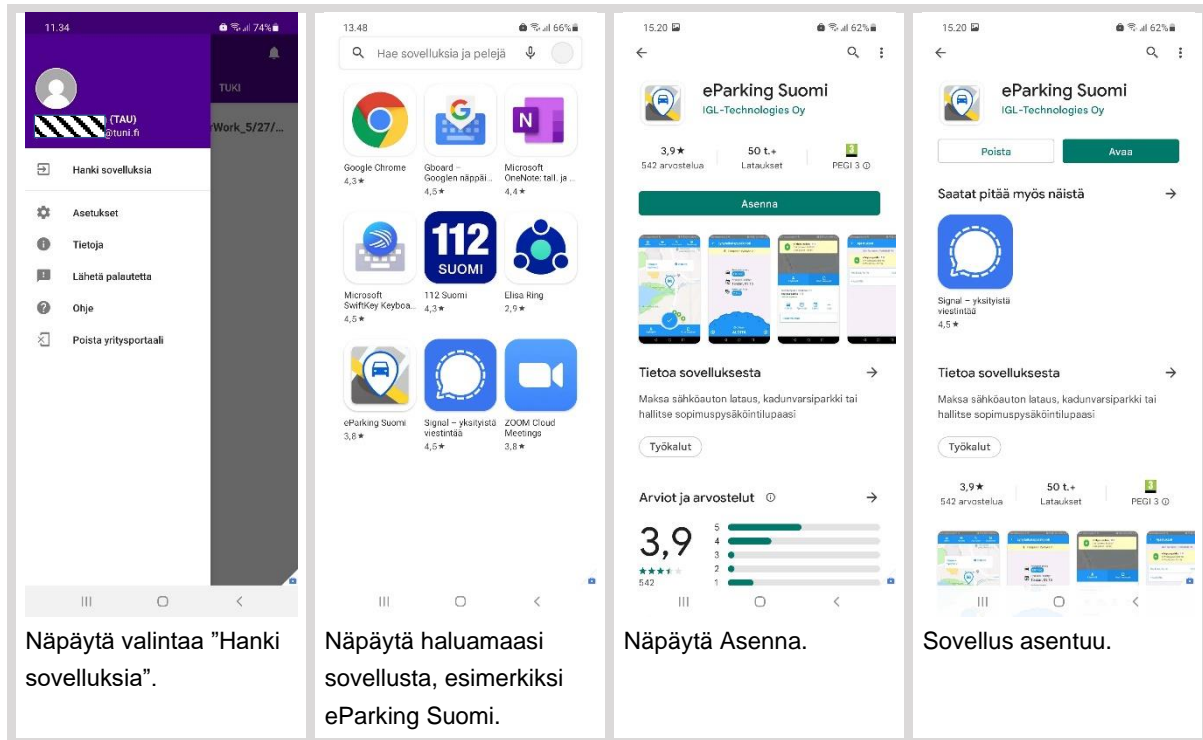 11.34
74%
TUKI
(TAU)
@tuni.fi
rWork_5/27/...
Hanki sovelluksia
Asetukset
Tietoja
Lähetä palautetta
Ohje
Poista yritysportaali
Näpäytä valintaa ”Hanki
sovelluksia”.
13.48
66%
Hae sovelluksia ja pelejä
Google Chrome
4,3★
Gboard –
Googlen näppäi...
4,5★
N
Microsoft
OneNote: tall. ja ...
4,4★
Microsoft
SwiftKey Keyboa...
4,5★
112
SUOMI
112 Suomi
4,3★
Elisa Ring
2,9★
eParking Suomi
3,8★
Signal – yksityistä
viestintää
4,5★
ZOOM Cloud
Meetings
3,8★
Näpäytä haluamaasi
sovellusta, esimerkiksi
eParking Suomi.
15.20
62%
eParking Suomi
IGL-Technologies Oy
3,9★
542 arvostelua
50 t.+
Lataukset
3
PEGI 3
Asenna
Tietoa sovelluksesta
Maksa sähköauton lataus, kadunvarsiparkki tai
hallitse sopimuspysäköintilupaasi
Työkalut
Arviot ja arvostelut
3,9
542
5
4
3
2
1
Näpäytä Asenna.
15.20
62%
eParking Suomi
IGL-Technologies Oy
Poista
Avaa
Saatat pitää myös näistä
Signal – yksityistä
viestintää
4,5★
Tietoa sovelluksesta
Maksa sähköauton lataus, kadunvarsiparkki tai
hallitse sopimuspysäköintilupaasi
Työkalut
3,9★
542 arvostelua
50 t.+
Lataukset
3
PEGI 3
Sovellus asentuu.